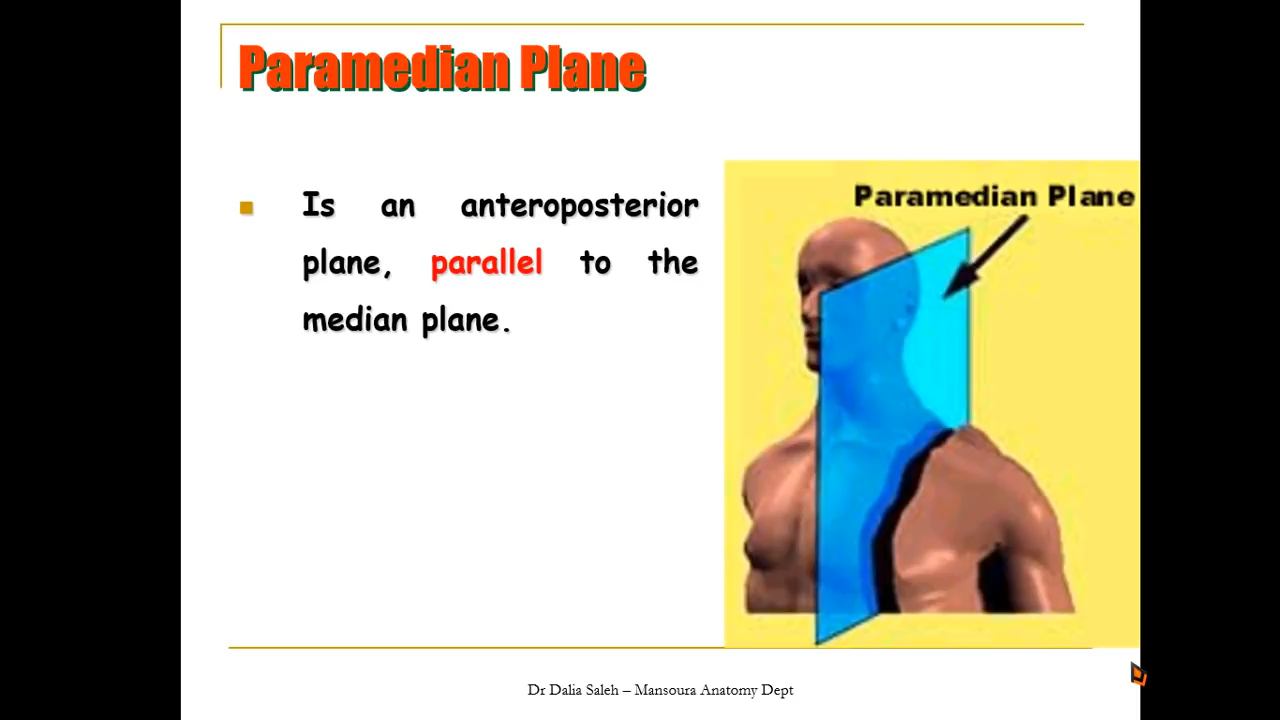 Paramedian Plane
Is an anteroposterior
plane, parallel to the
median plane.
Paramedian Plane
Dr Dalia Saleh – Mansoura Anatomy Dept